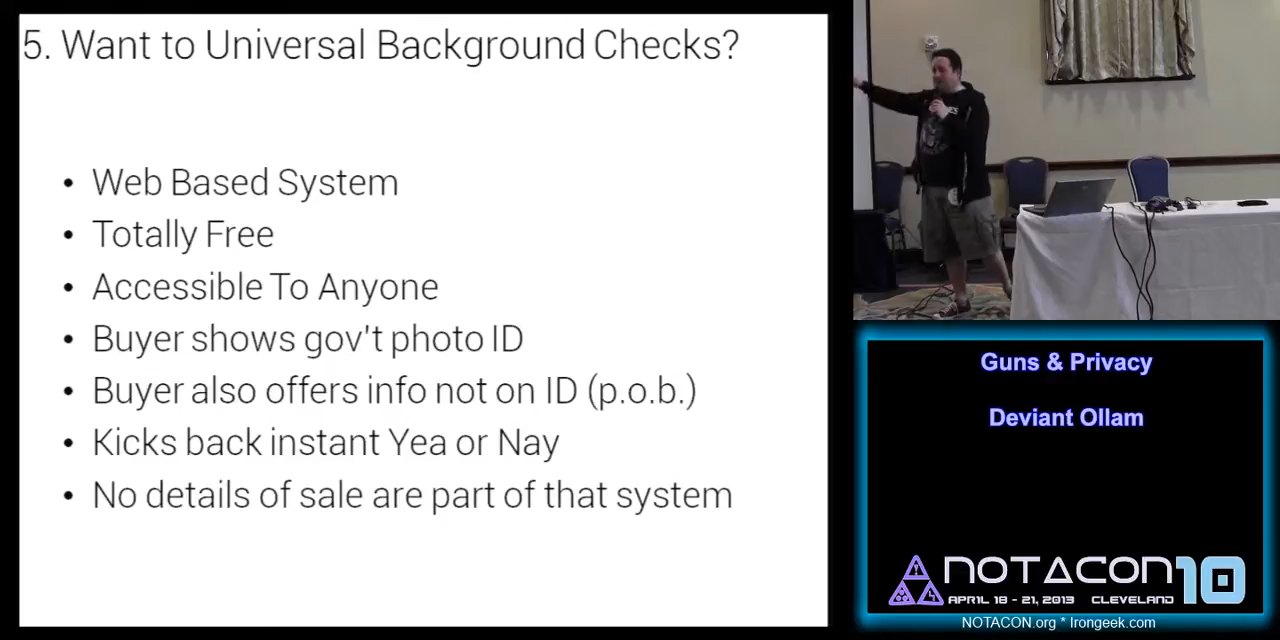 5. Want to Universal Background Checks?
• Web Based System
• Totally Free
• Accessible To Anyone
• Buyer shows gov't photo ID
• Buyer also offers info not on ID (p.o.b.)
• Kicks back instant Yea or Nay
• No details of sale are part of that system
Guns & Privacy
Deviant Ollam
NOTACON 10
APRIL 18 - 21, 2013 CLEVELAND
NOTACON.org * Irongeek.com